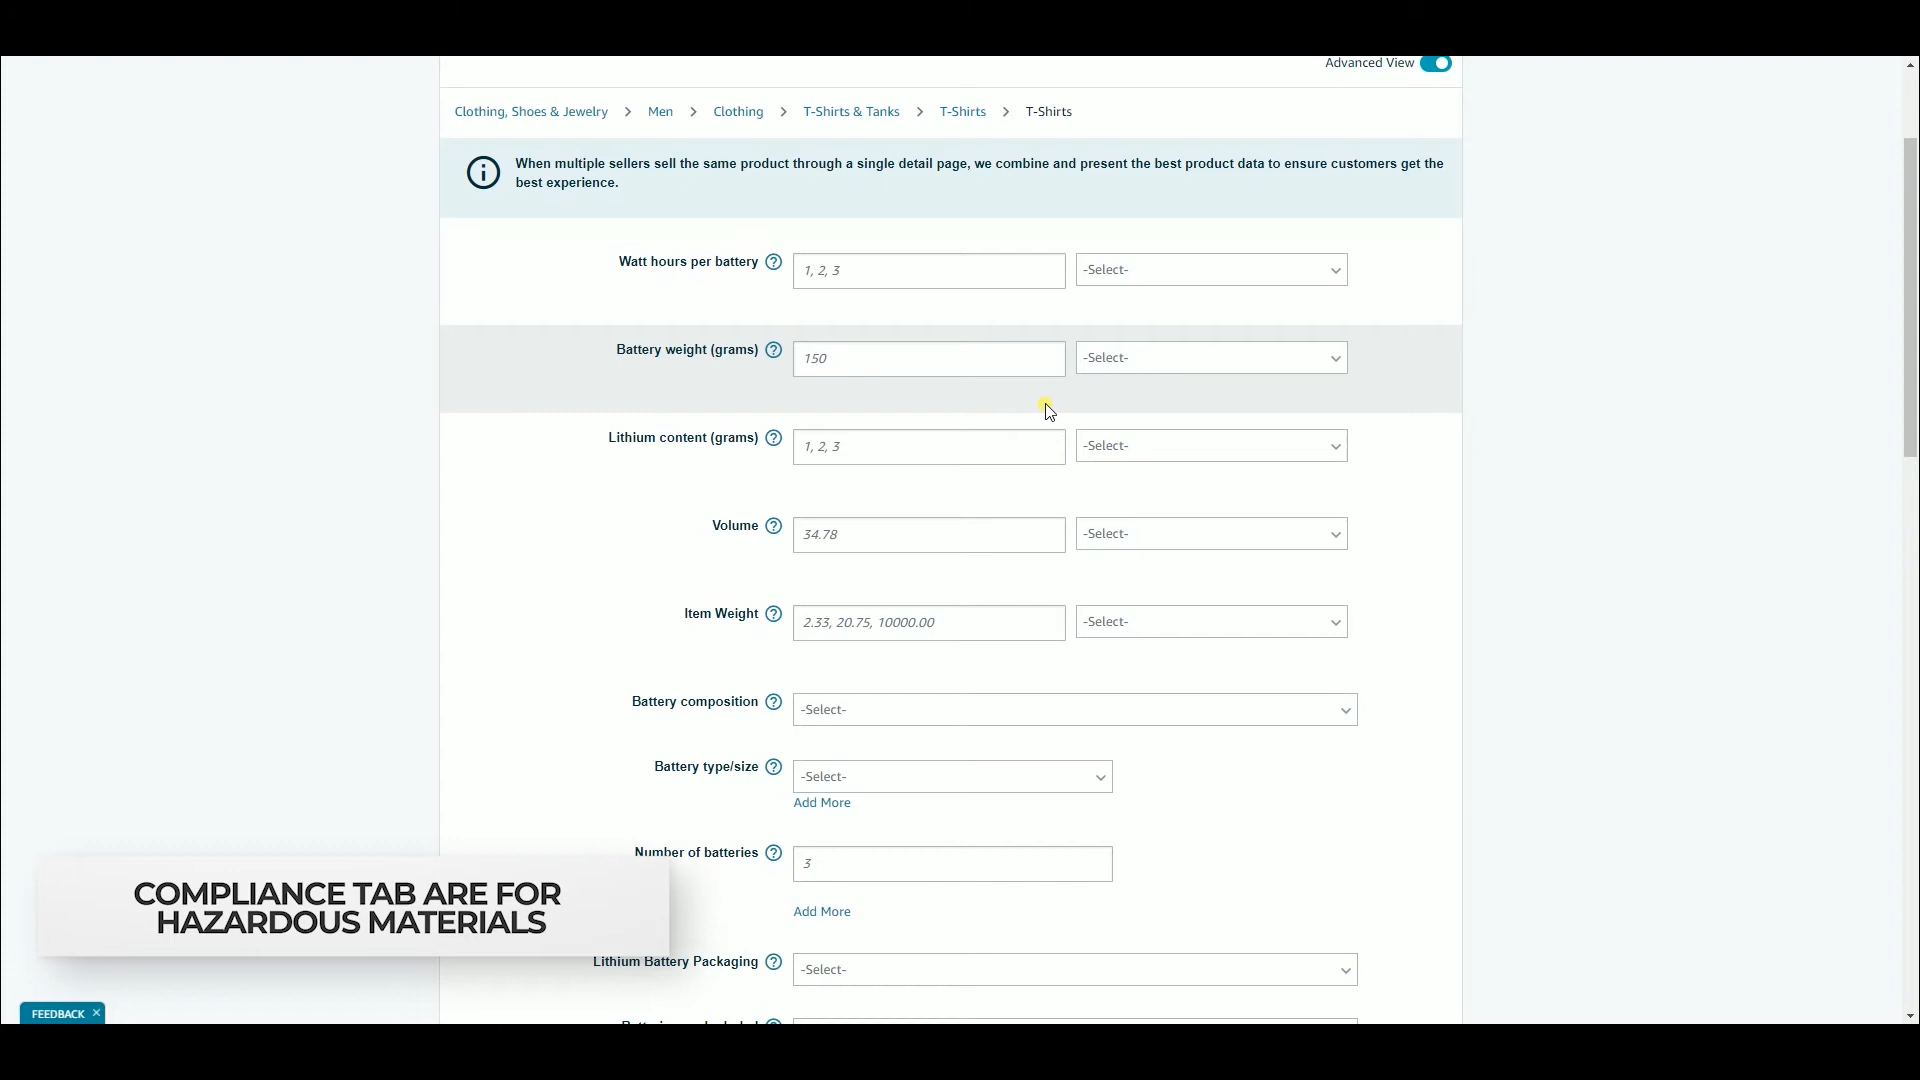 Advanced View
Clothing, Shoes & Jewelry > Men > Clothing > T-Shirts & Tanks > T-Shirts > T-Shirts
When multiple sellers sell the same product through a single detail page, we combine and present the best product data to ensure customers get the
best experience.
Watt hours per battery 1, 2, 3 -Select-
Battery weight (grams) 150 -Select-
Lithium content (grams) 1, 2, 3 -Select-
Volume 34.78 -Select-
Item Weight 2.33, 20.75, 10000.00 -Select-
Battery composition -Select-
Battery type/size -Select-
Add More
Number of batteries 3
Add More
COMPLIANCE TAB ARE FOR
HAZARDOUS MATERIALS
Lithium Battery Packaging -Select-
FEEDBACK